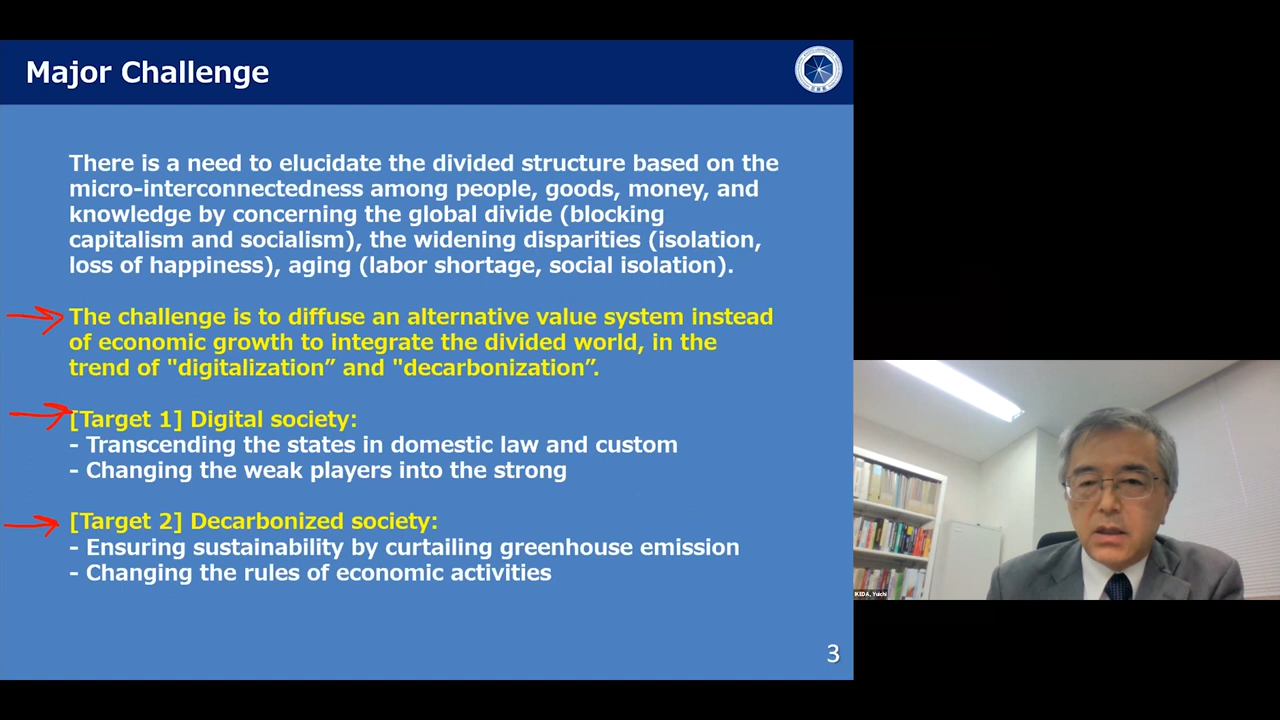 Major Challenge
There is a need to elucidate the divided structure based on the
micro-interconnectedness among people, goods, money, and
knowledge by concerning the global divide (blocking
capitalism and socialism), the widening disparities (isolation,
loss of happiness), aging (labor shortage, social isolation).
The challenge is to diffuse an alternative value system instead
of economic growth to integrate the divided world, in the
trend of "digitalization” and "decarbonization”.
[Target 1] Digital society:
- Transcending the states in domestic law and custom
- Changing the weak players into the strong
[Target 2] Decarbonized society:
- Ensuring sustainability by curtailing greenhouse emission
- Changing the rules of economic activities
3
IKEDA, Yuichi